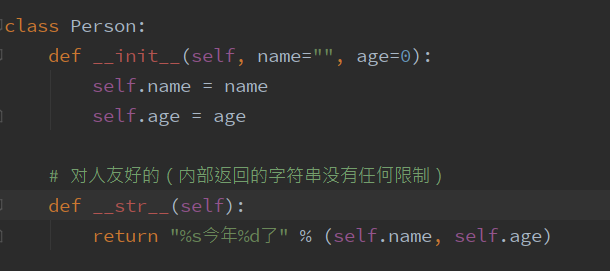 class Person:
    def __init__(self, name="", age=0):
        self.name = name
        self.age = age
    # 对人友好的(内部返回的字符串没有任何限制)
    def __str__(self):
        return "%s今年%d了" % (self.name, self.age)